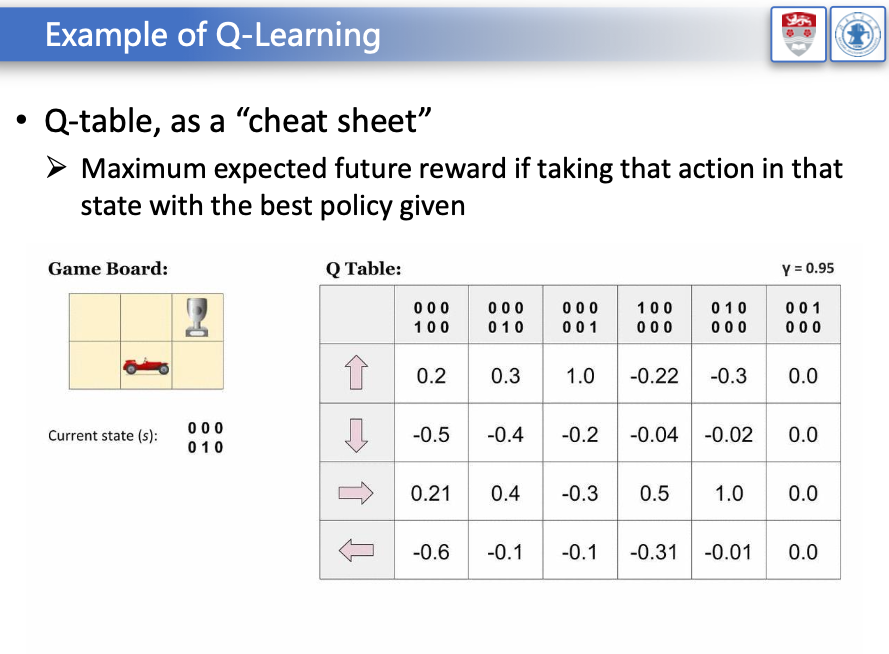 Example of Q-Learning
• Q-table, as a “cheat sheet”
➢ Maximum expected future reward if taking that action in that
state with the best policy given
Game Board:
Current state (s): 0 0 0
0 1 0
Q Table: γ = 0.95
0 0 0 0 0 0 0 0 0 1 0 0 0 1 0 0 0 1
1 0 0 0 1 0 0 0 1 0 0 0 0 0 0 0 0 0
0.2 0.3 1.0 -0.22 -0.3 0.0
-0.5 -0.4 -0.2 -0.04 -0.02 0.0
0.21 0.4 -0.3 0.5 1.0 0.0
-0.6 -0.1 -0.1 -0.31 -0.01 0.0